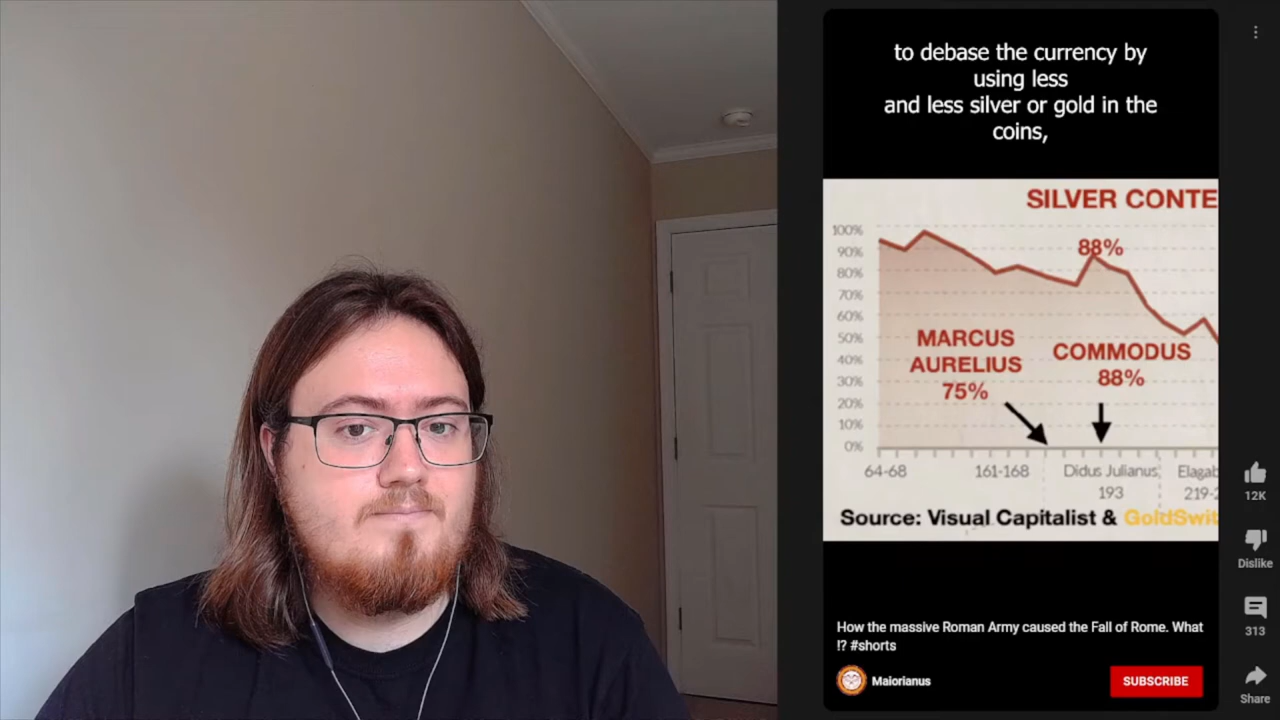 to debase the currency by
using less
and less silver or gold in the
coins,
SILVER CONTE
100%
90%
80%
70%
60%
50%
40%
30%
20%
10%
0%
88%
MARCUS
AURELIUS
75%
COMMODUS
88%
64-68
161-168
Didus Julianus
193
Elagab
219-2
Source: Visual Capitalist & GoldSwit
12K
Dislike
313
Share
How the massive Roman Army caused the Fall of Rome. What
!? #shorts
Maiorianus
SUBSCRIBE